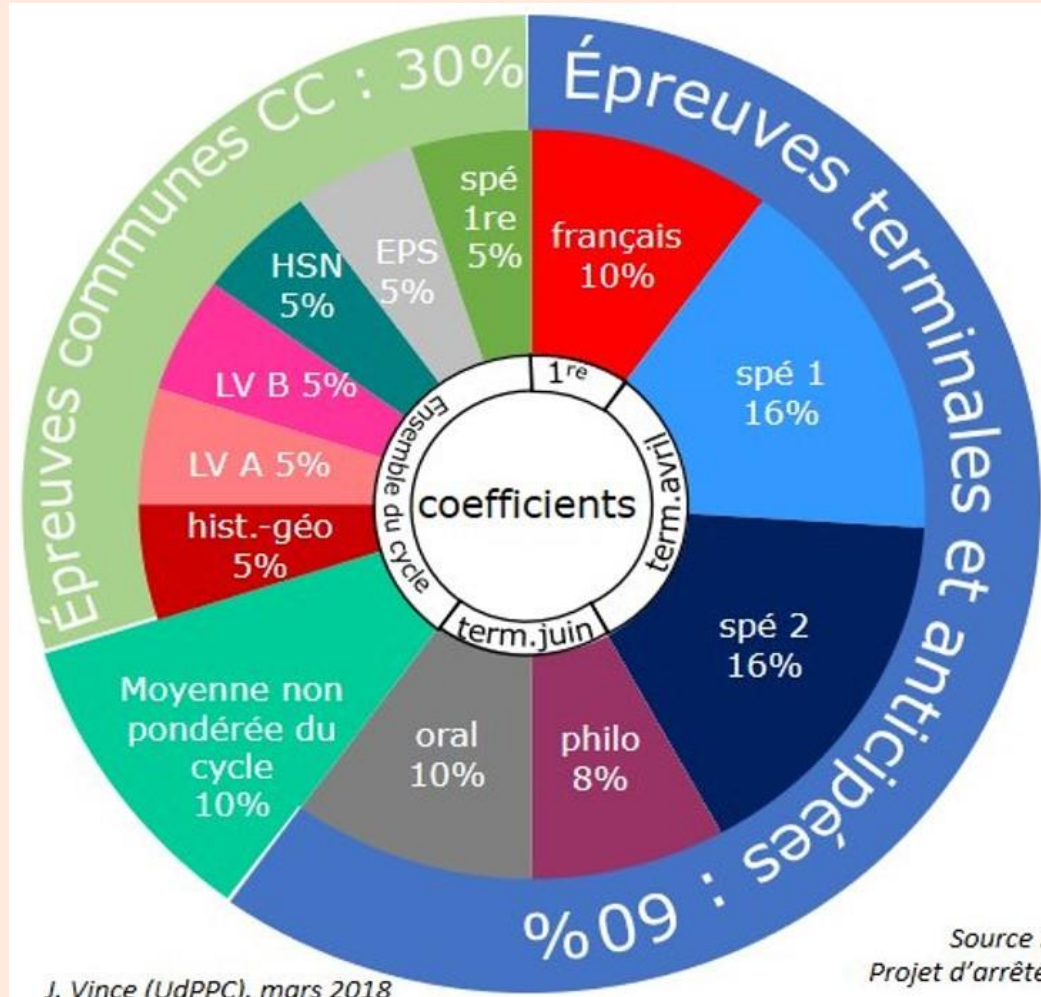 Épreuves communes CC : 30%
Épreuves terminales et anticipées : 60%
spé
1re
5%
français
10%
EPS
5%
HSN
5%
spé 1
16%
LV B 5%
LV A 5%
hist.-géo
5%
1re
term.avril
Ensemble du cycle
term.juin
coefficients
spé 2
16%
Moyenne non
pondérée du
cycle
10%
oral
10%
philo
8%
J. Vince (UdPPC), mars 2018
Source
Projet d'arrêté